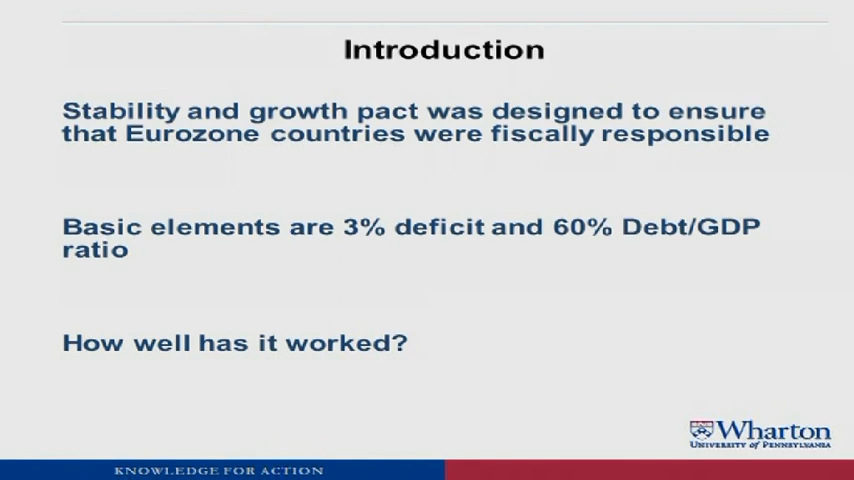 Introduction
Stability and growth pact was designed to ensure
that Eurozone countries were fiscally responsible
Basic elements are 3% deficit and 60% Debt/GDP
ratio
How well has it worked?
Wharton
UNIVERSITY OF PENNSYLVANIA
KNOWLEDGE FOR ACTION